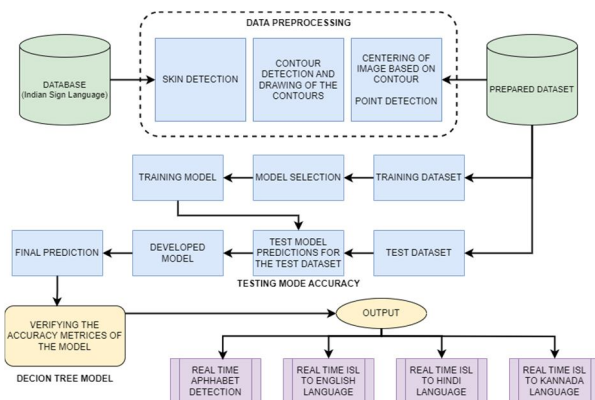 DATA PREPROCESSING
DATABASE
(Indian Sign Language)
SKIN DETECTION
CONTOUR
DETECTION AND
DRAWING OF THE
CONTOURS
CENTERING OF
IMAGE BASED ON
CONTOUR
POINT DETECTION
PREPARED DATASET
TRAINING MODEL
MODEL SELECTION
TRAINING DATASET
FINAL PREDICTION
DEVELOPED
MODEL
TEST MODEL
PREDICTIONS FOR
THE TEST DATASET
TEST DATASET
TESTING MODE ACCURACY
VERIFYING THE
ACCURACY METRICES OF
THE MODEL
OUTPUT
DECION TREE MODEL
REAL TIME
APHHABET
DETECTION
REAL TIME ISL
TO ENGLISH
LANGUAGE
REAL TIME ISL
TO HINDI
LANGUAGE
REAL TIME ISL
TO KANNADA
LANGUAGE